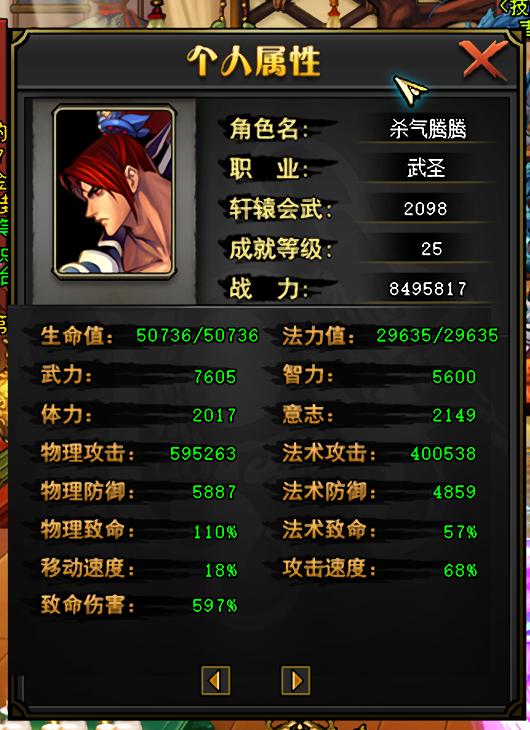 个人属性
角色名: 杀气腾腾
职 业: 武圣
轩辕会武: 2098
成就等级: 25
战 力: 8495817
生命值: 50736/50736 法力值: 29635/29635
武力: 7605 智力: 5600
体力: 2017 意志: 2149
物理攻击: 595263 法术攻击: 400538
物理防御: 5887 法术防御: 4859
物理致命: 110% 法术致命: 57%
移动速度: 18% 攻击速度: 68%
致命伤害: 597%